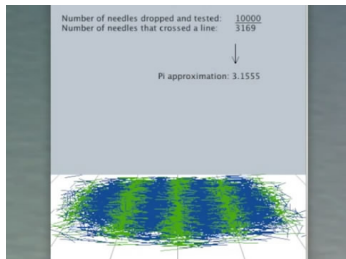 Number of needles dropped and tested: 10000
Number of needles that crossed a line: 3169
Pi approximation: 3.1555